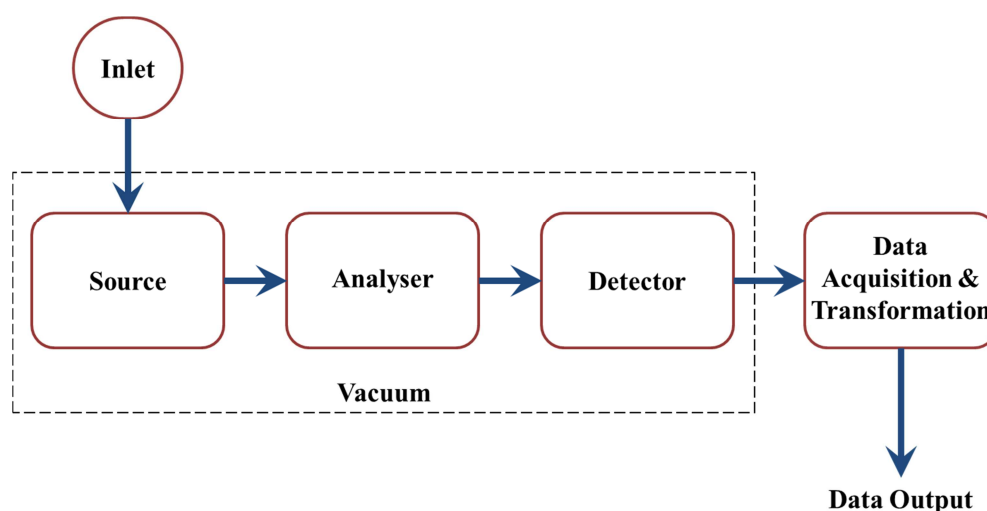 Inlet
Source
Analyser
Detector
Data
Acquisition &
Transformation
Vacuum
Data Output